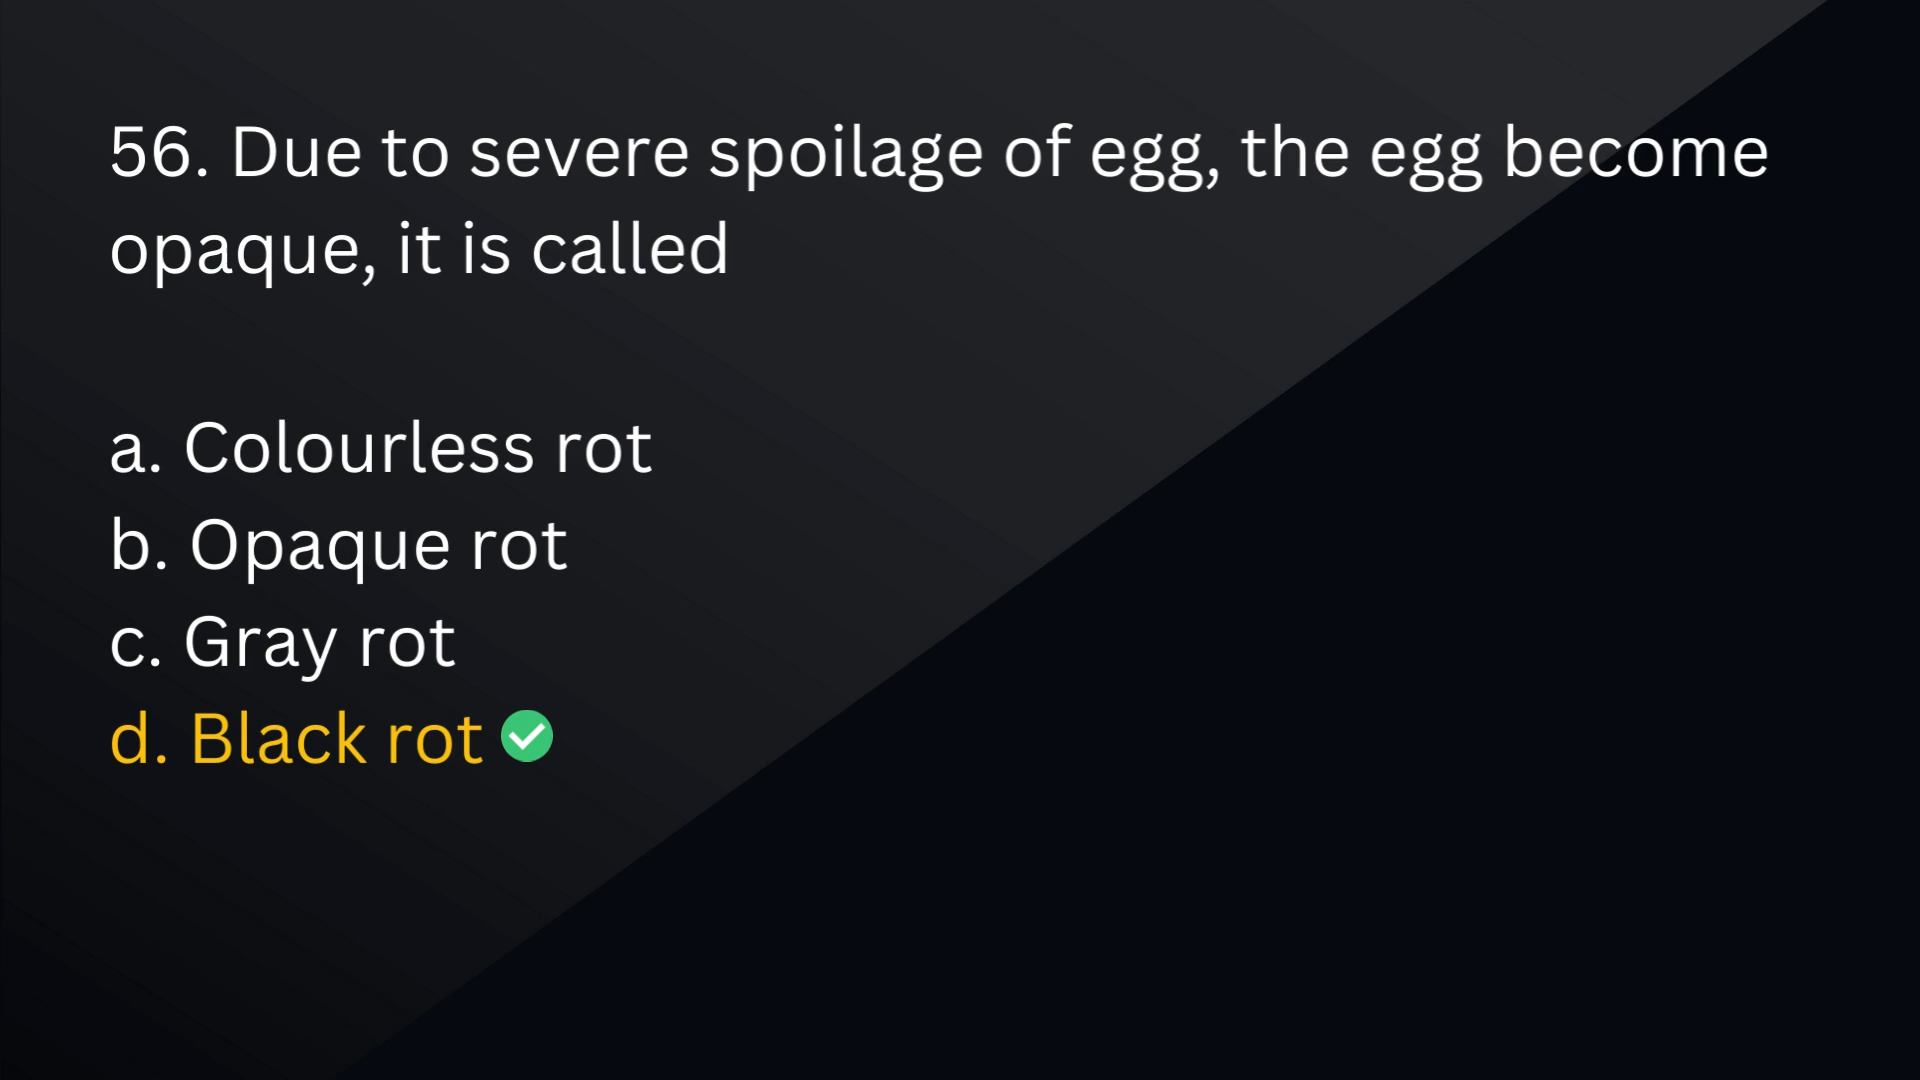 56. Due to severe spoilage of egg, the egg become
opaque, it is called
a. Colourless rot
b. Opaque rot
c. Gray rot
d. Black rot